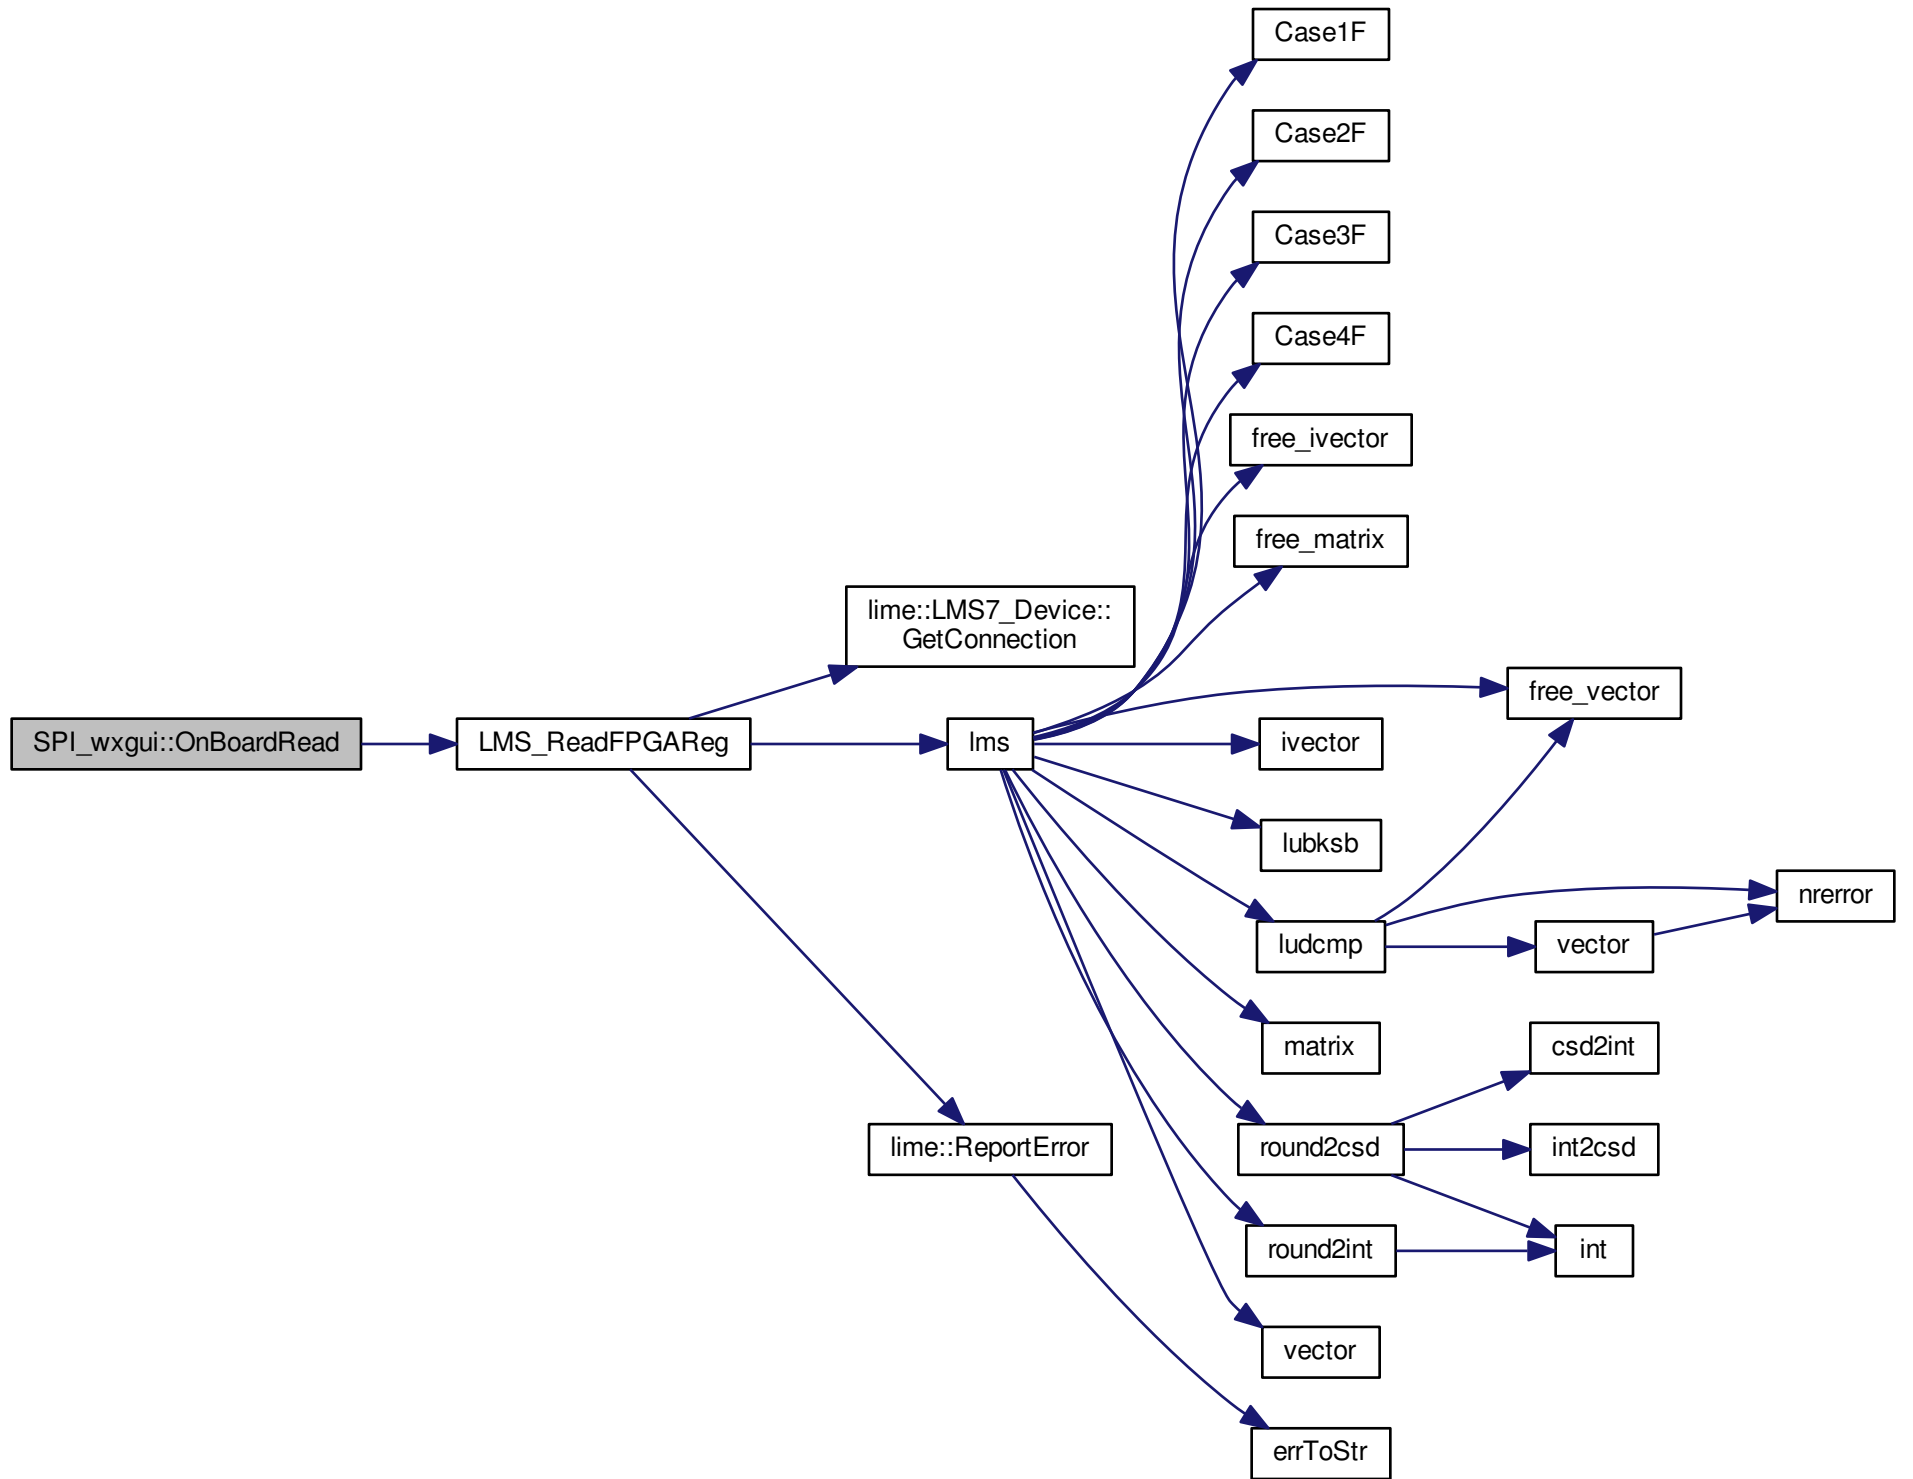 Case1F
Case2F
Case3F
Case4F
free_ivector
free_matrix
lime::LMS7_Device::
GetConnection
free_vector
SPI_wxgui::OnBoardRead
LMS_ReadFPGAReg
lms
ivector
lubksb
nrerror
ludcmp
vector
matrix
csd2int
lime::ReportError
round2csd
int2csd
round2int
int
vector
errToStr